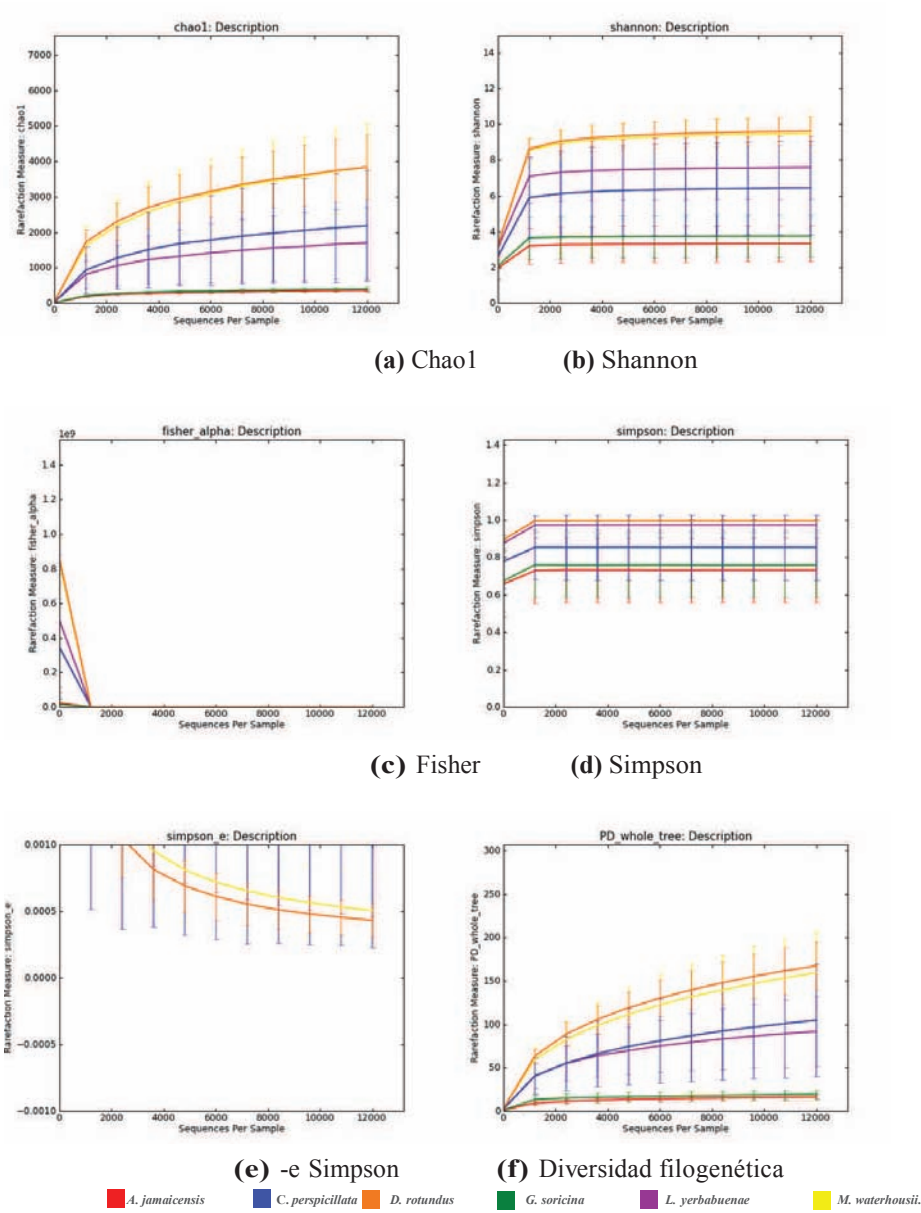 chao1: Description
7000
6000
5000
4000
3000
2000
1000
0
Rarefaction Measure: chao1
0 2000 4000 6000 8000 10000 12000
Sequences Per Sample
shannon: Description
14
12
10
8
6
4
2
0
Rarefaction Measure: shannon
0 2000 4000 6000 8000 10000 12000
Sequences Per Sample
(a) Chao1
(b) Shannon
fisher_alpha: Description
1e9
1.4
1.2
1.0
0.8
0.6
0.4
0.2
0.0
Rarefaction Measure: fisher_alpha
0 2000 4000 6000 8000 10000 12000
Sequences Per Sample
simpson: Description
1.4
1.2
1.0
0.8
0.6
0.4
0.2
0.0
Rarefaction Measure: simpson
0 2000 4000 6000 8000 10000 12000
Sequences Per Sample
(c) Fisher
(d) Simpson
simpson_e: Description
0.0010
0.0005
0.0000
−0.0005
−0.0010
Rarefaction Measure: simpson_e
0 2000 4000 6000 8000 10000 12000
Sequences Per Sample
PD_whole_tree: Description
300
250
200
150
100
50
0
Rarefaction Measure: PD_whole_tree
0 2000 4000 6000 8000 10000 12000
Sequences Per Sample
(e) -e Simpson
(f) Diversidad filogenética
A. jamaicensis C. perspicillata D. rotundus G. soricina L. yerbabuenae M. waterhousii.